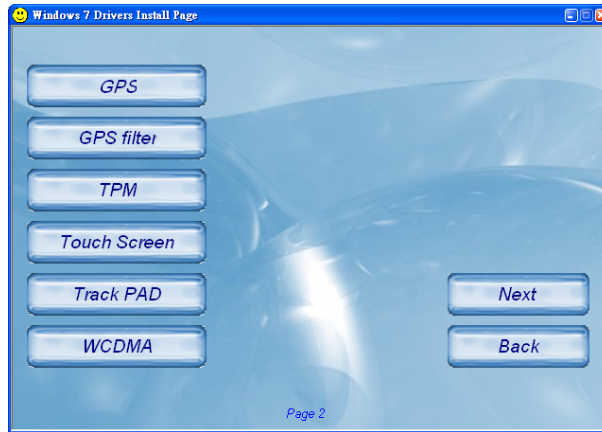 Windows 7 Drivers Install Page
GPS
GPS filter
TPM
Touch Screen
Track PAD
WCDMA
Next
Back
Page 2